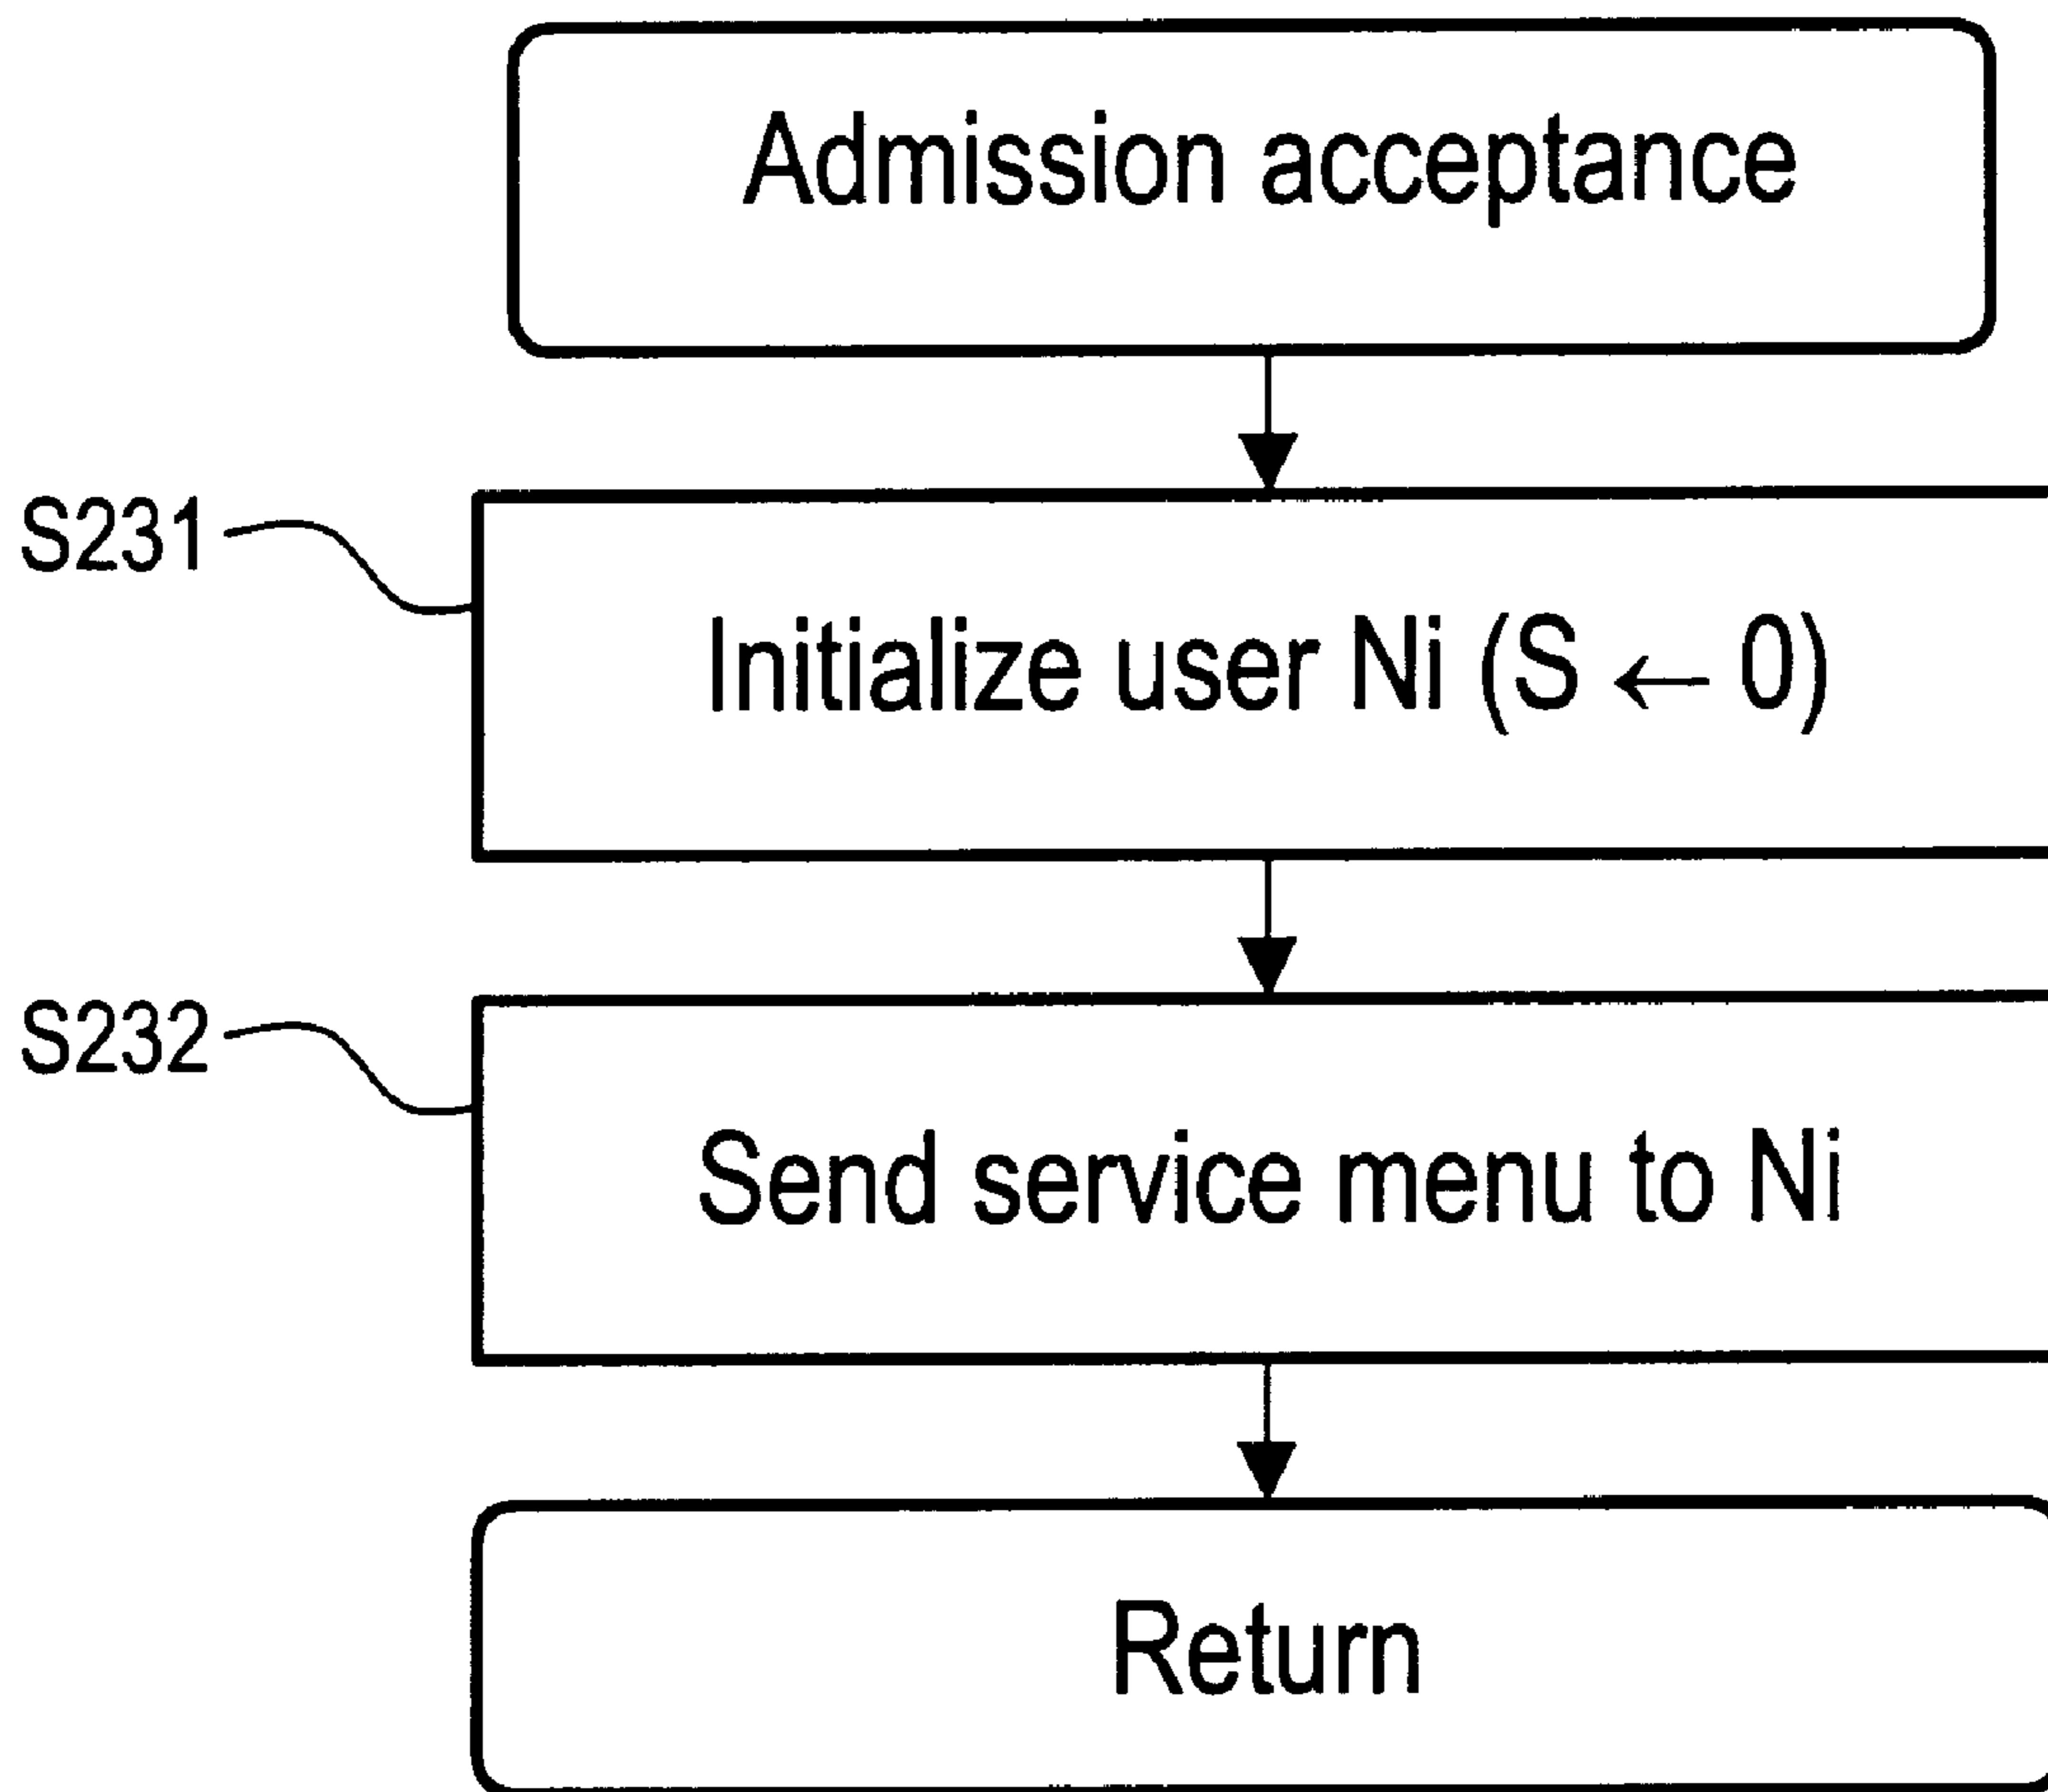 Admission acceptance
S231
Initialize user Ni (S ← 0)
S232
Send service menu to Ni
Return